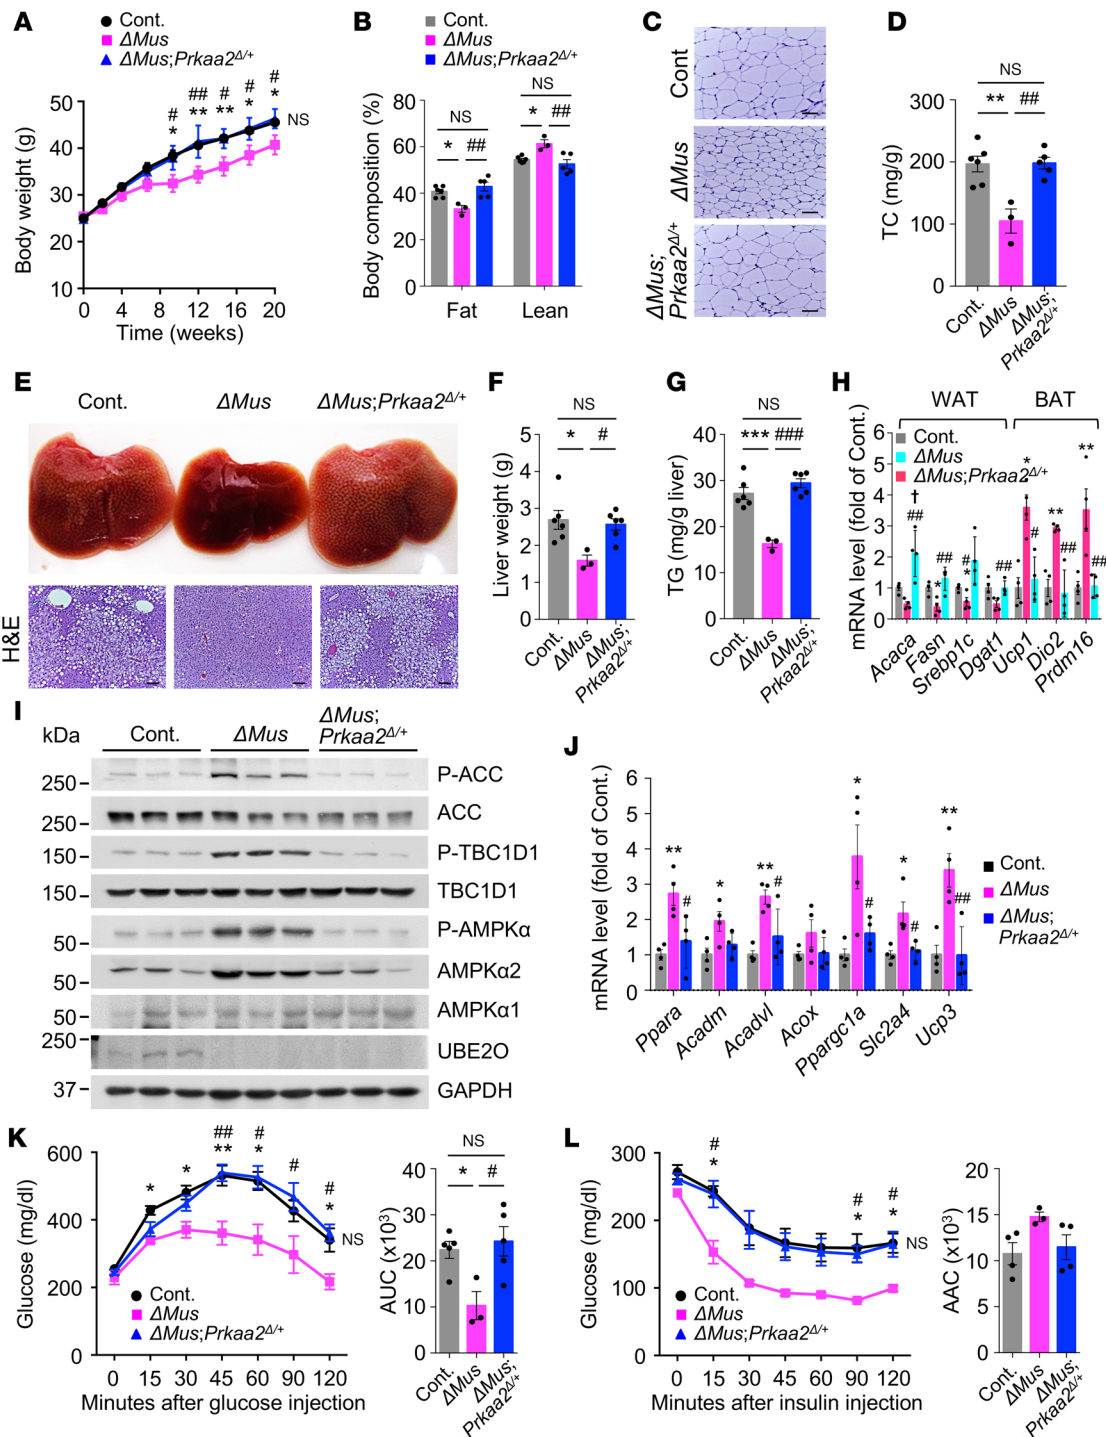 A
Cont.
ΔMus
ΔMus;Prkaa2Δ/+
Body weight (g)
50
40
30
20
10
# ## # # #
* ** ** * *
NS
0 4 8 12 16 20
Time (weeks)
B
Cont.
ΔMus
ΔMus;Prkaa2Δ/+
Body composition (%)
80
60
40
20
0
NS
* ##
NS
* ##
Fat Lean
C
Cont
ΔMus
ΔMus;
Prkaa2Δ/+
D
TC (mg/g)
300
200
100
0
NS
** ##
Cont.
ΔMus
ΔMus;
Prkaa2Δ/+
E
Cont. ΔMus ΔMus;Prkaa2Δ/+
H&E
F
Liver weight (g)
5
4
3
2
1
0
NS
* #
Cont.
ΔMus
ΔMus;
Prkaa2Δ/+
G
TG (mg/g liver)
40
30
20
10
0
NS
*** ###
Cont.
ΔMus
ΔMus;
Prkaa2Δ/+
H
WAT BAT
Cont.
ΔMus
ΔMus;Prkaa2Δ/+
mRNA level (fold of Cont.)
6
5
4
3
2
1
0
†
##
* ##
#
*
##
* #
** ##
** ##
Acaca
Fasn
Srebp1c
Dgat1
Ucp1
Dio2
Prdm16
I
kDa Cont. ΔMus ΔMus;
Prkaa2Δ/+
250 P-ACC
250 ACC
150 P-TBC1D1
150 TBC1D1
50 P-AMPKα
50 AMPKα2
50 AMPKα1
250 UBE2O
37 GAPDH
J
mRNA level (fold of Cont.)
6
5
4
3
2
1
0
** #
*
** #
* #
* #
** ##
Ppara
Acadm
Acadvl
Acox
Ppargc1a
Slc2a4
Ucp3
Cont.
ΔMus
ΔMus;
Prkaa2Δ/+
K
Glucose (mg/dl)
600
400
200
0
* * ## # # #
** * *
NS
Cont.
ΔMus
ΔMus;Prkaa2Δ/+
0 15 30 45 60 90 120
Minutes after glucose injection
AUC (x10³)
40
30
20
10
0
NS
* #
Cont.
ΔMus
ΔMus;
Prkaa2Δ/+
L
Glucose (mg/dl)
300
200
100
0
# # #
* * *
NS
Cont.
ΔMus
ΔMus;Prkaa2Δ/+
0 15 30 45 60 90 120
Minutes after insulin injection
AAC (x10³)
20
15
10
5
0
Cont.
ΔMus
ΔMus;
Prkaa2Δ/+